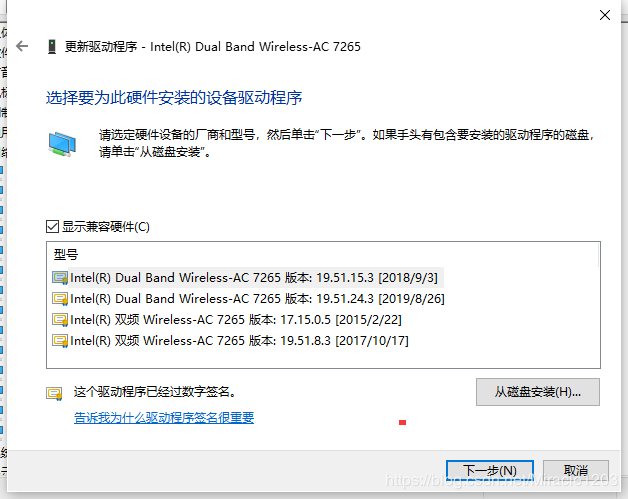 更新驱动程序 - Intel(R) Dual Band Wireless-AC 7265
选择要为此硬件安装的设备驱动程序
请选定硬件设备的厂商和型号，然后单击“下一步”。如果手头有包含要安装的驱动程序的磁盘，
请单击“从磁盘安装”。
显示兼容硬件(C)
型号
Intel(R) Dual Band Wireless-AC 7265 版本: 19.51.15.3 [2018/9/3]
Intel(R) Dual Band Wireless-AC 7265 版本: 19.51.24.3 [2019/8/26]
Intel(R) 双频 Wireless-AC 7265 版本: 17.15.0.5 [2015/2/22]
Intel(R) 双频 Wireless-AC 7265 版本: 19.51.8.3 [2017/10/17]
这个驱动程序已经过数字签名。
从磁盘安装(H)...
告诉我为什么驱动程序签名很重要
下一步(N)
取消
https://blog.csdn.net/Miracle1203